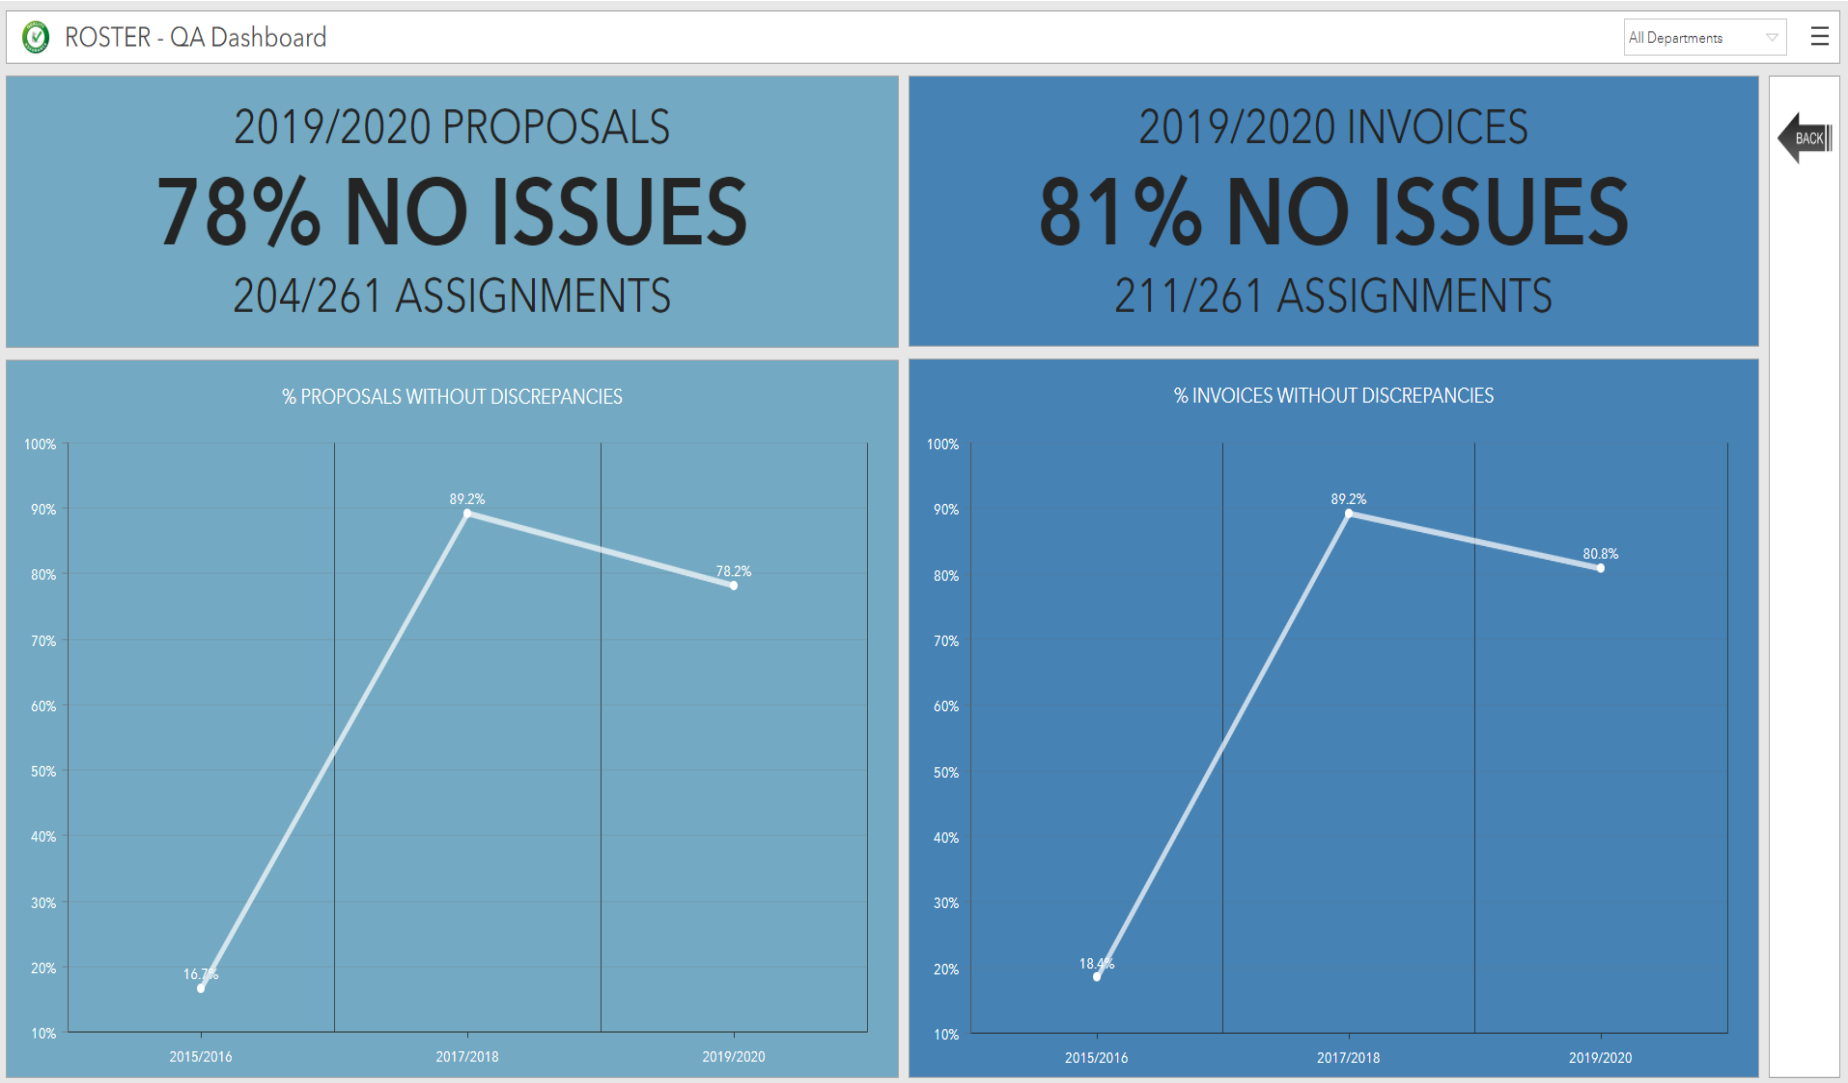 ROSTER - QA Dashboard
All Departments
2019/2020 PROPOSALS
78% NO ISSUES
204/261 ASSIGNMENTS
2019/2020 INVOICES
81% NO ISSUES
211/261 ASSIGNMENTS
BACK
% PROPOSALS WITHOUT DISCREPANCIES
100%
90%
80%
70%
60%
50%
40%
30%
20%
10%
16.7%
89.2%
78.2%
2015/2016
2017/2018
2019/2020
% INVOICES WITHOUT DISCREPANCIES
100%
90%
80%
70%
60%
50%
40%
30%
20%
10%
18.4%
89.2%
80.8%
2015/2016
2017/2018
2019/2020